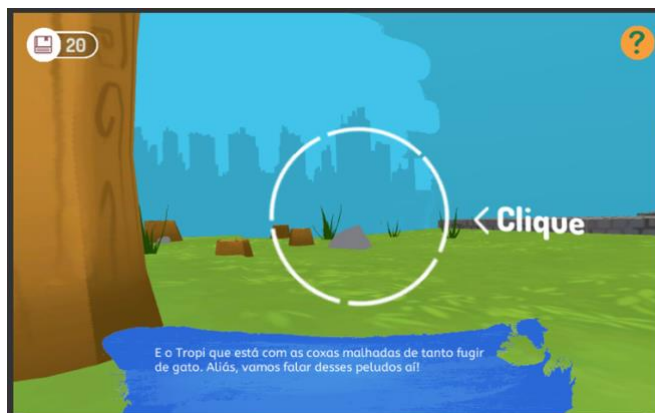 20
?
< Clique
E o Tropi que está com as coxas malhadas de tanto fugir
de gato. Aliás, vamos falar desses peludos aí!